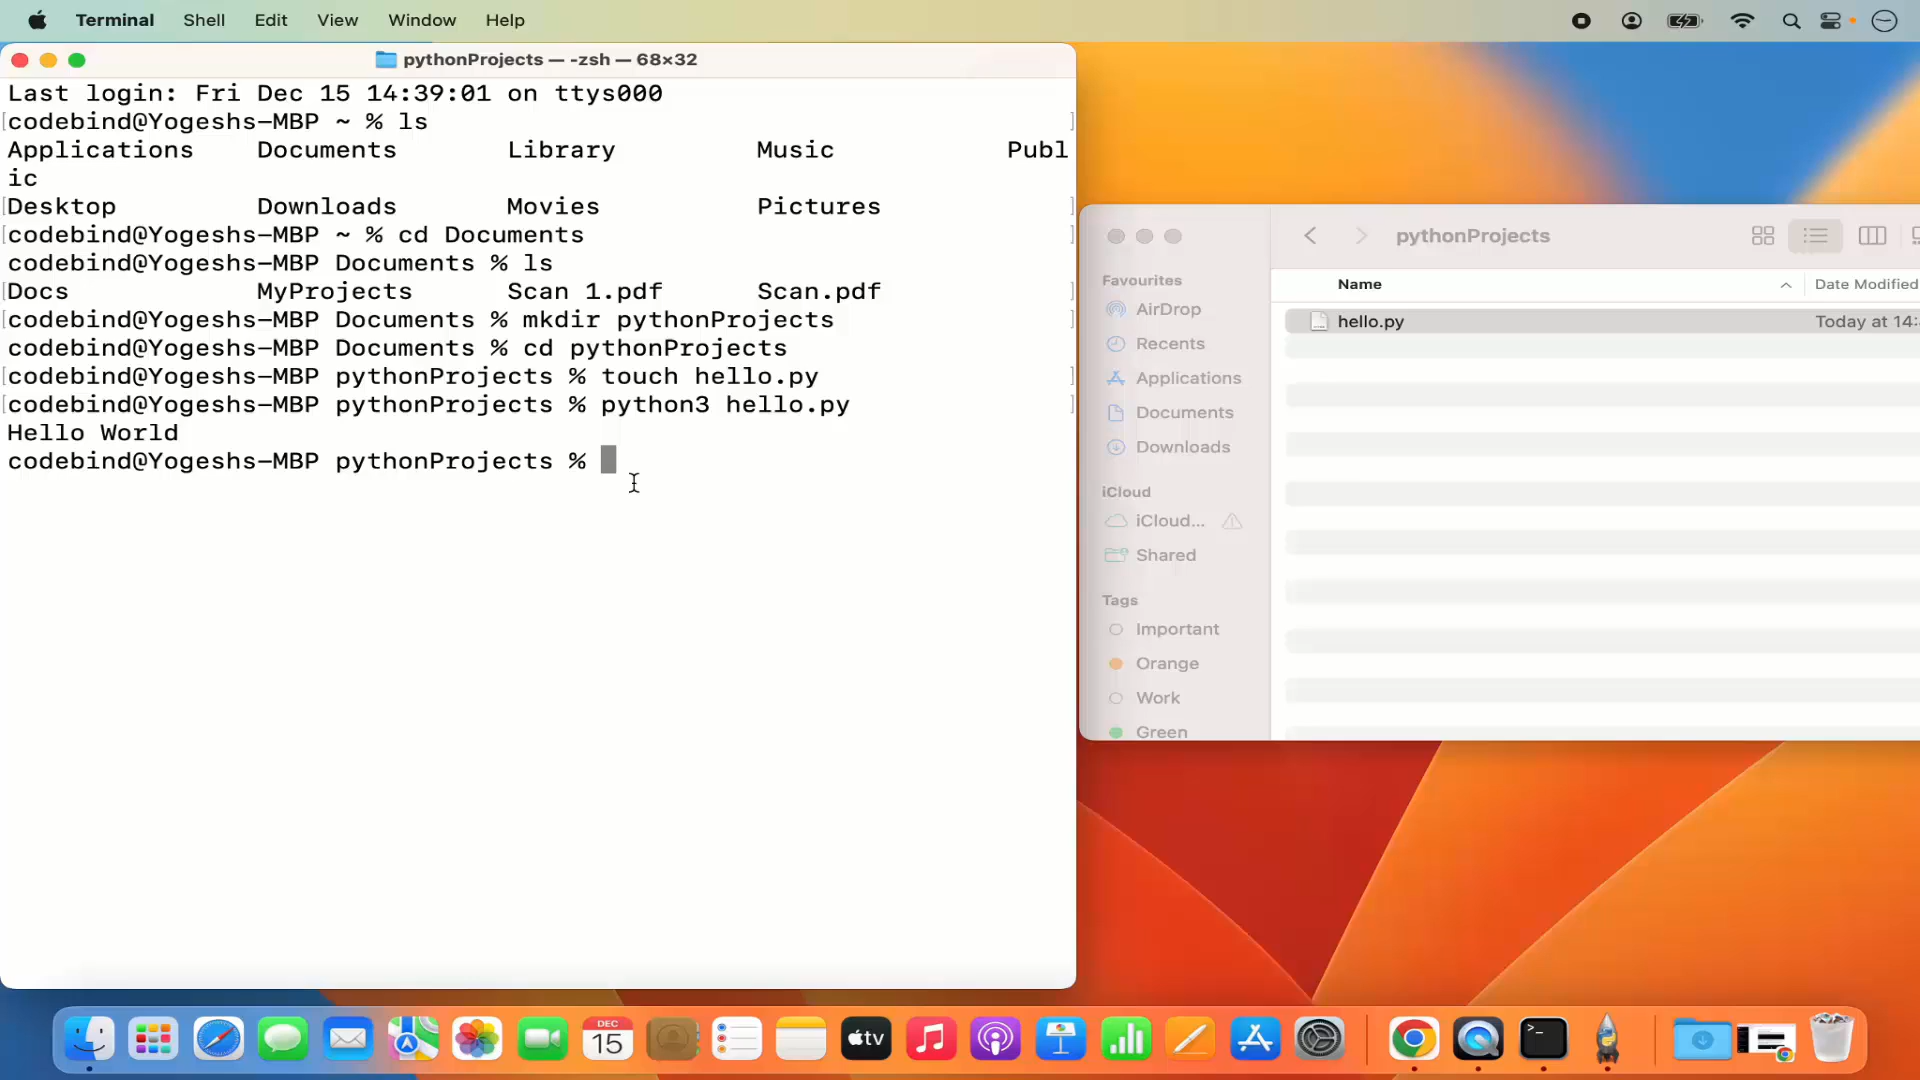 Terminal Shell Edit View Window Help
pythonProjects — -zsh — 68×32
Last login: Fri Dec 15 14:39:01 on ttys000
codebind@Yogeshs-MBP ~ % ls
Applications Documents Library Music Publ
ic
Desktop Downloads Movies Pictures
codebind@Yogeshs-MBP ~ % cd Documents
codebind@Yogeshs-MBP Documents % ls
Docs MyProjects Scan 1.pdf Scan.pdf
codebind@Yogeshs-MBP Documents % mkdir pythonProjects
codebind@Yogeshs-MBP Documents % cd pythonProjects
codebind@Yogeshs-MBP pythonProjects % touch hello.py
codebind@Yogeshs-MBP pythonProjects % python3 hello.py
Hello World
codebind@Yogeshs-MBP pythonProjects %
pythonProjects
Favourites
AirDrop
Recents
Applications
Documents
Downloads
iCloud
iCloud...
Shared
Tags
Important
Orange
Work
Green
Name Date Modified
hello.py Today at 14:
DEC
15
tv
>_